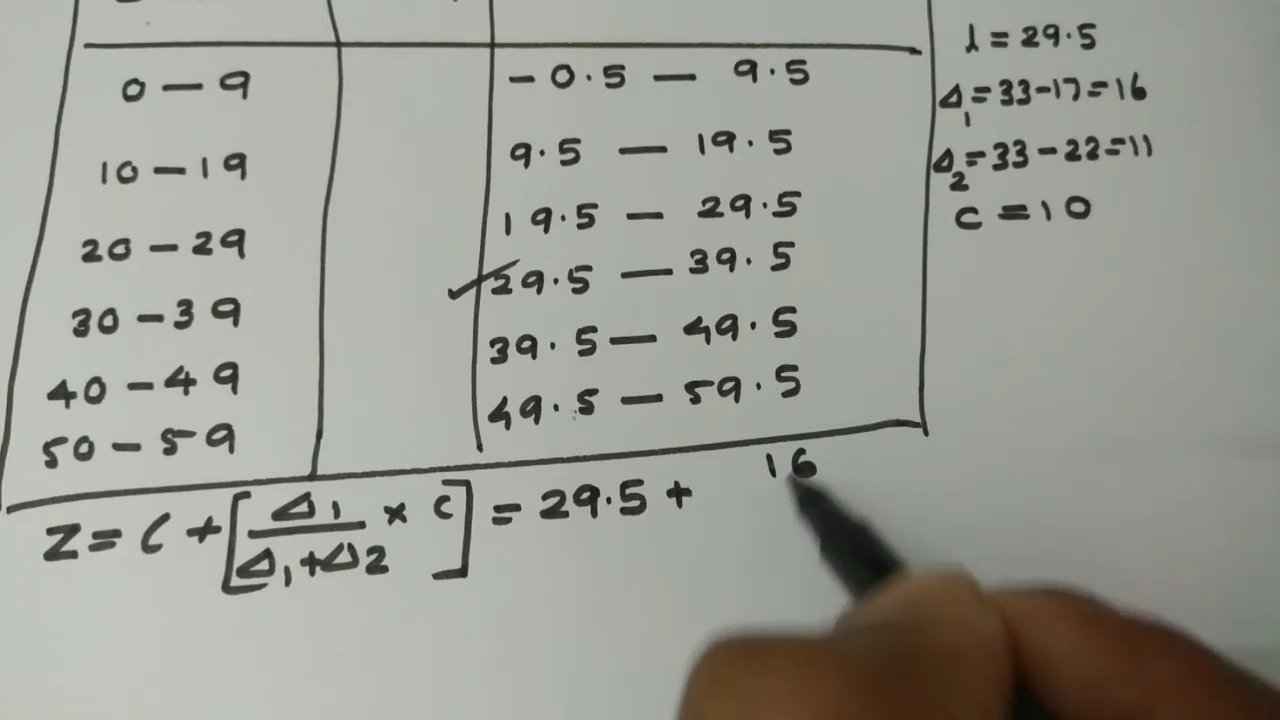 0 - 9 - 0.5 - 9.5
10 - 19 9.5 - 19.5
20 - 29 19.5 - 29.5
30 - 39 ✓ 29.5 - 39.5
40 - 49 39.5 - 49.5
50 - 59 49.5 - 59.5
l = 29.5
Δ₁ = 33 - 17 = 16
Δ₂ = 33 - 22 = 11
c = 10
Z = l + [Δ₁ / Δ₁ + Δ₂ × c] = 29.5 + 16